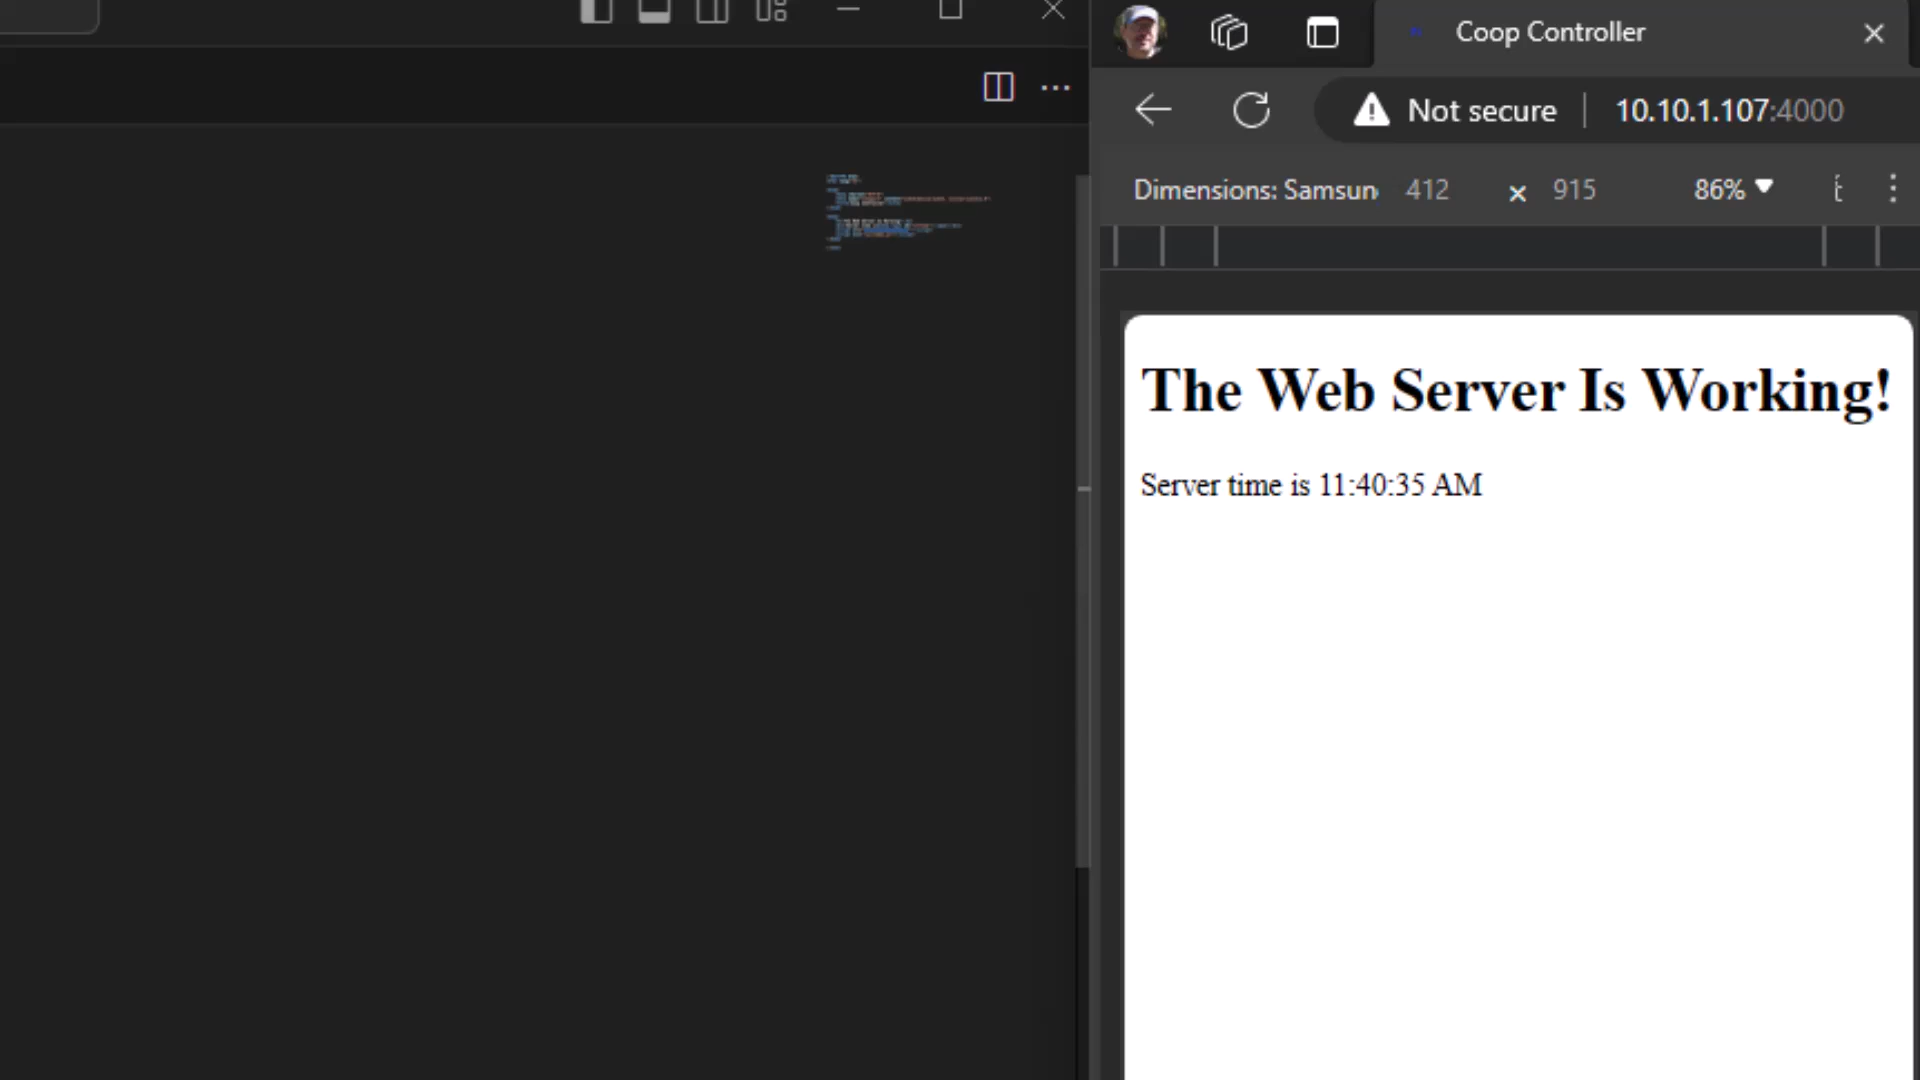 Coop Controller
Not secure 10.10.1.107:4000
Dimensions: Samsun 412 x 915 86%
The Web Server Is Working!
Server time is 11:40:35 AM